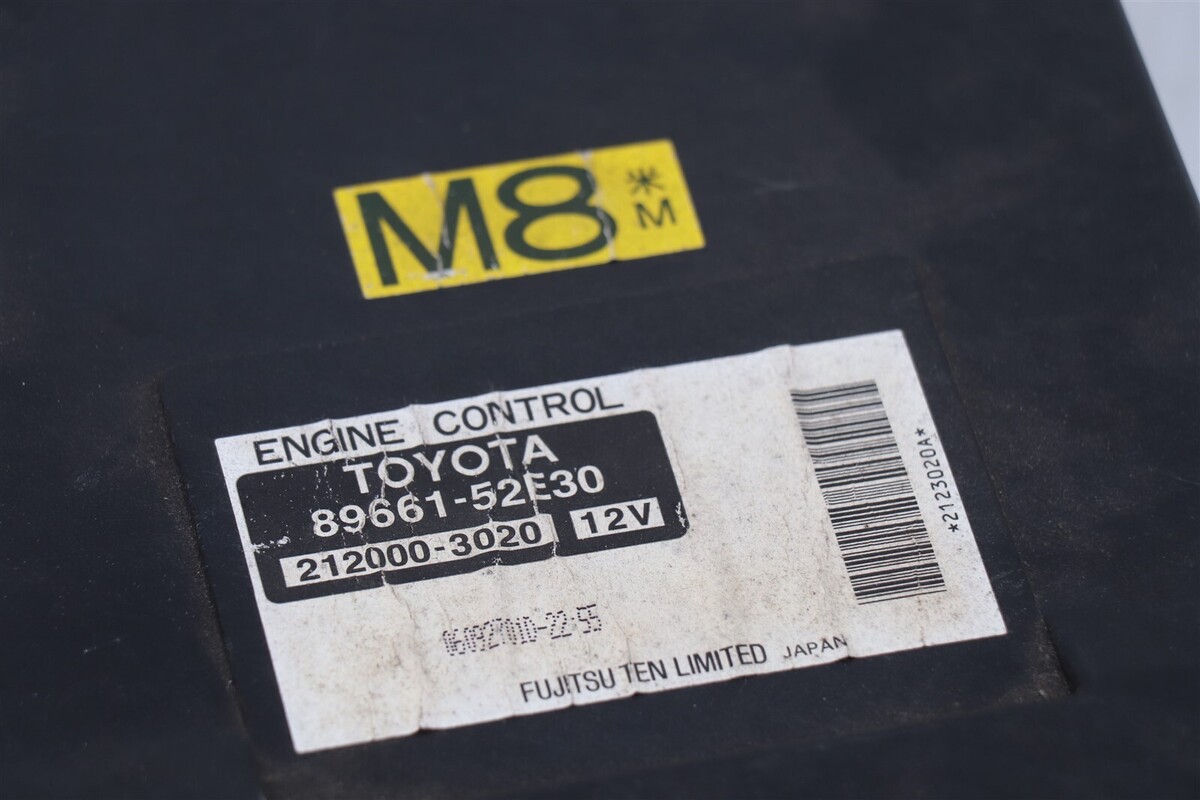 M8 *
M
ENGINE CONTROL
TOYOTA
89661-52E30
212000-3020 12V
*2123020A*
FUJITSU TEN LIMITED JAPAN